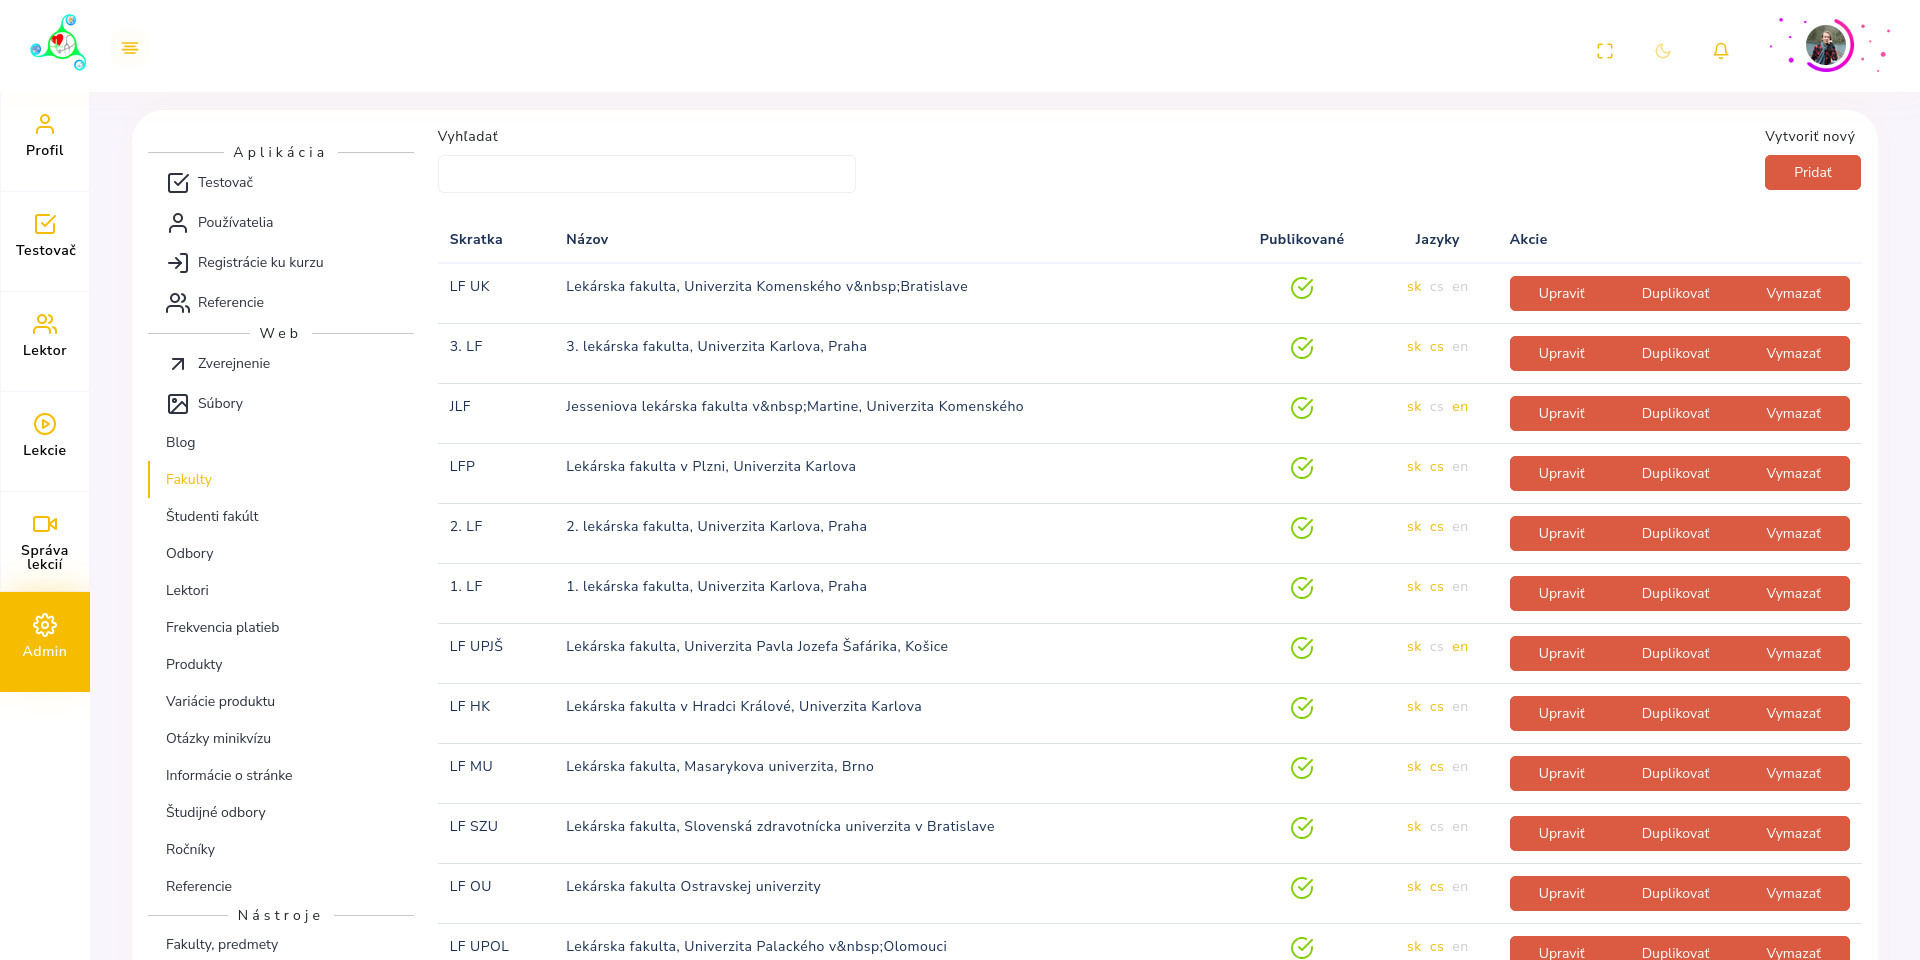 Profil
Testovač
Lektor
Lekcie
Správa
lekcií
Admin
Aplikácia
Testovač
Používatelia
Registrácie ku kurzu
Referencie
Web
Zverejnenie
Súbory
Blog
Fakulty
Študenti fakúlt
Odbory
Lektori
Frekvencia platieb
Produkty
Variácie produktu
Otázky minikvízu
Informácie o stránke
Študijné odbory
Ročníky
Referencie
Nástroje
Fakulty, predmety
Vyhľadať
Vytvoriť nový
Pridať
Skratka Názov Publikované Jazyky Akcie
LF UK Lekárska fakulta, Univerzita Komenského v&nbsp;Bratislave sk cs en Upraviť Duplikovať Vymazať
3. LF 3. lekárska fakulta, Univerzita Karlova, Praha sk cs en Upraviť Duplikovať Vymazať
JLF Jesseniova lekárska fakulta v&nbsp;Martine, Univerzita Komenského sk cs en Upraviť Duplikovať Vymazať
LFP Lekárska fakulta v Plzni, Univerzita Karlova sk cs en Upraviť Duplikovať Vymazať
2. LF 2. lekárska fakulta, Univerzita Karlova, Praha sk cs en Upraviť Duplikovať Vymazať
1. LF 1. lekárska fakulta, Univerzita Karlova, Praha sk cs en Upraviť Duplikovať Vymazať
LF UPJŠ Lekárska fakulta, Univerzita Pavla Jozefa Šafárika, Košice sk cs en Upraviť Duplikovať Vymazať
LF HK Lekárska fakulta v Hradci Králové, Univerzita Karlova sk cs en Upraviť Duplikovať Vymazať
LF MU Lekárska fakulta, Masarykova univerzita, Brno sk cs en Upraviť Duplikovať Vymazať
LF SZU Lekárska fakulta, Slovenská zdravotnícka univerzita v Bratislave sk cs en Upraviť Duplikovať Vymazať
LF OU Lekárska fakulta Ostravskej univerzity sk cs en Upraviť Duplikovať Vymazať
LF UPOL Lekárska fakulta, Univerzita Palackého v&nbsp;Olomouci sk cs en Upraviť Duplikovať Vymazať